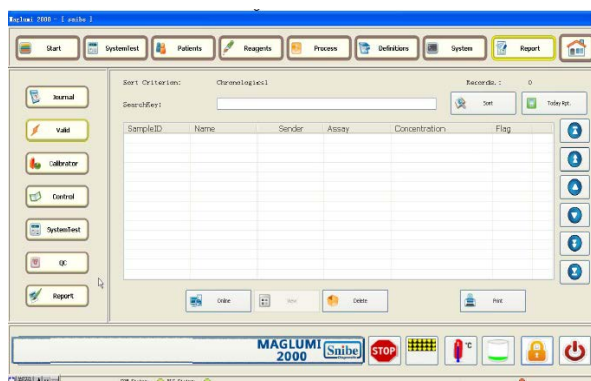 Maglumi 2000 - [ snibe ]
Start
SystemTest
Patients
Reagents
Process
Definitions
System
Report
Journal
Valid
Calibrator
Control
SystemTest
QC
Report
Sort Criterion: Chronological Records.: 0
SearchKey:
Sort
Today Rpt.
SampleID Name Sender Assay Concentration Flag
Online
Delete
Print
MAGLUMI
2000
Snibe
STOP
°C